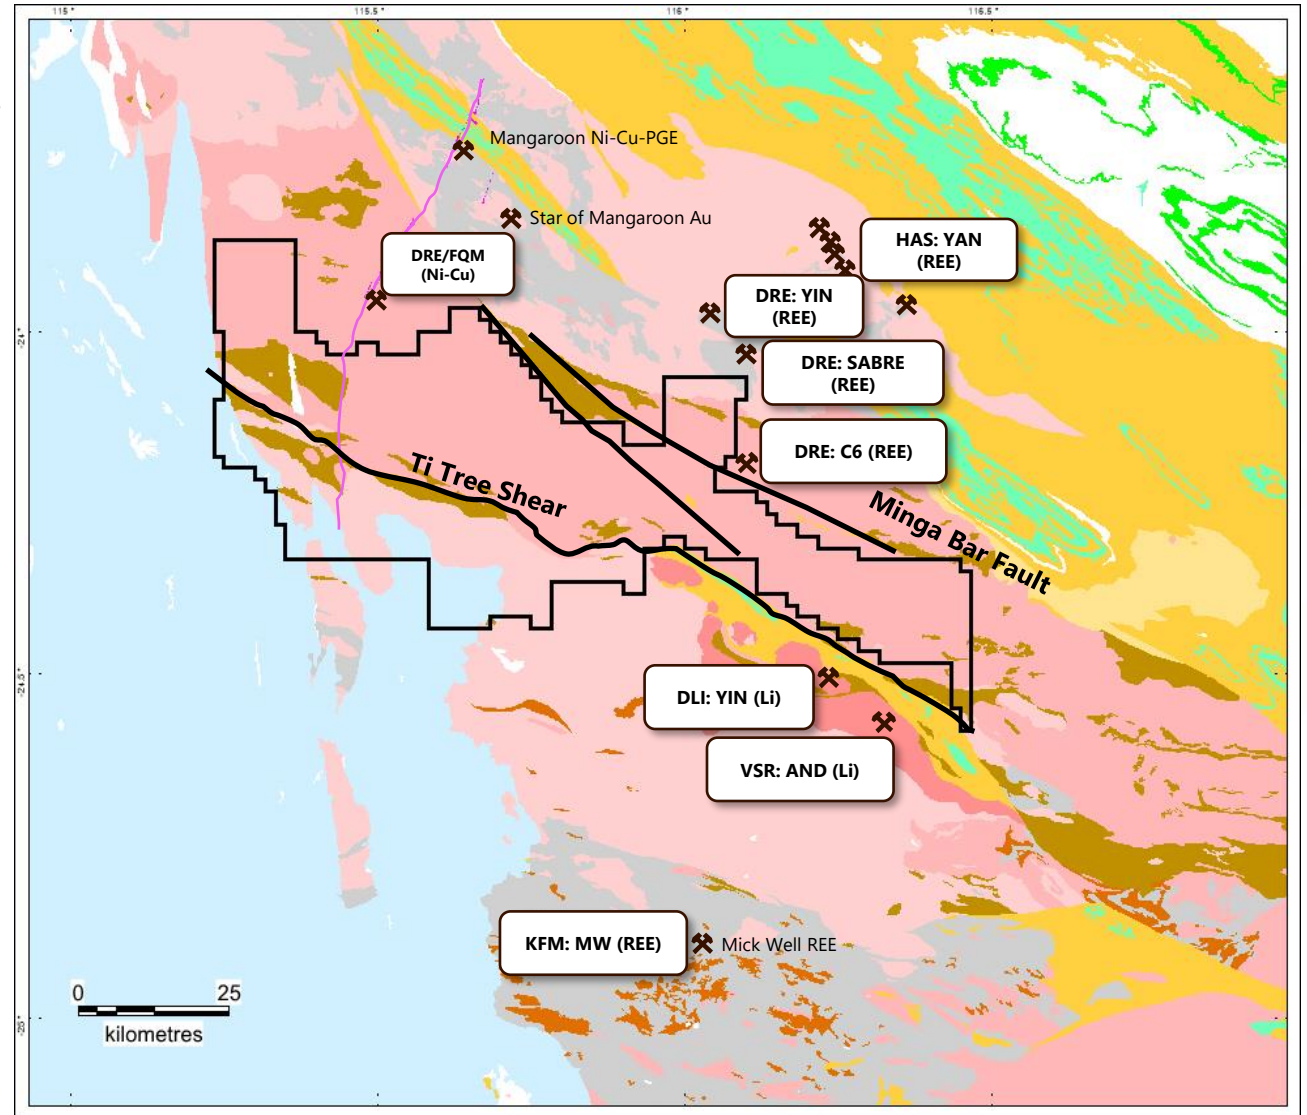 115°
115.5°
116°
116.5°
Mangaroon Ni-Cu-PGE
Star of Mangaroon Au
DRE/FQM
(Ni-Cu)
HAS: YAN
(REE)
DRE: YIN
(REE)
-24°
DRE: SABRE
(REE)
DRE: C6 (REE)
Ti Tree Shear
Minga Bar Fault
-24.5°
DLI: YIN (Li)
VSR: AND (Li)
KFM: MW (REE)
Mick Well REE
0 25
kilometres
-25°